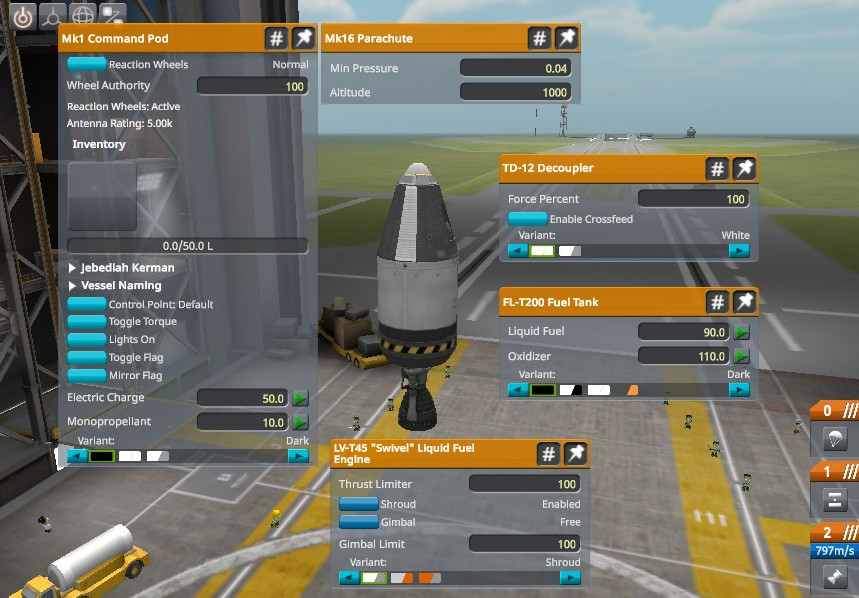 Mk1 Command Pod
#
Reaction Wheels Normal
Wheel Authority 100
Reaction Wheels: Active
Antenna Rating: 5.00k
Inventory
0.0/50.0 L
Jebediah Kerman
Vessel Naming
Control Point: Default
Toggle Torque
Lights On
Toggle Flag
Mirror Flag
Electric Charge 50.0
Monopropellant 10.0
Variant: Dark
Mk16 Parachute
#
Min Pressure 0.04
Altitude 1000
TD-12 Decoupler
#
Force Percent 100
Enable Crossfeed
Variant: White
FL-T200 Fuel Tank
#
Liquid Fuel 90.0
Oxidizer 110.0
Variant: Dark
LV-T45 "Swivel" Liquid Fuel
Engine
#
Thrust Limiter 100
Shroud Enabled
Gimbal Free
Gimbal Limit 100
Variant: Shroud
0
1
2
797m/s